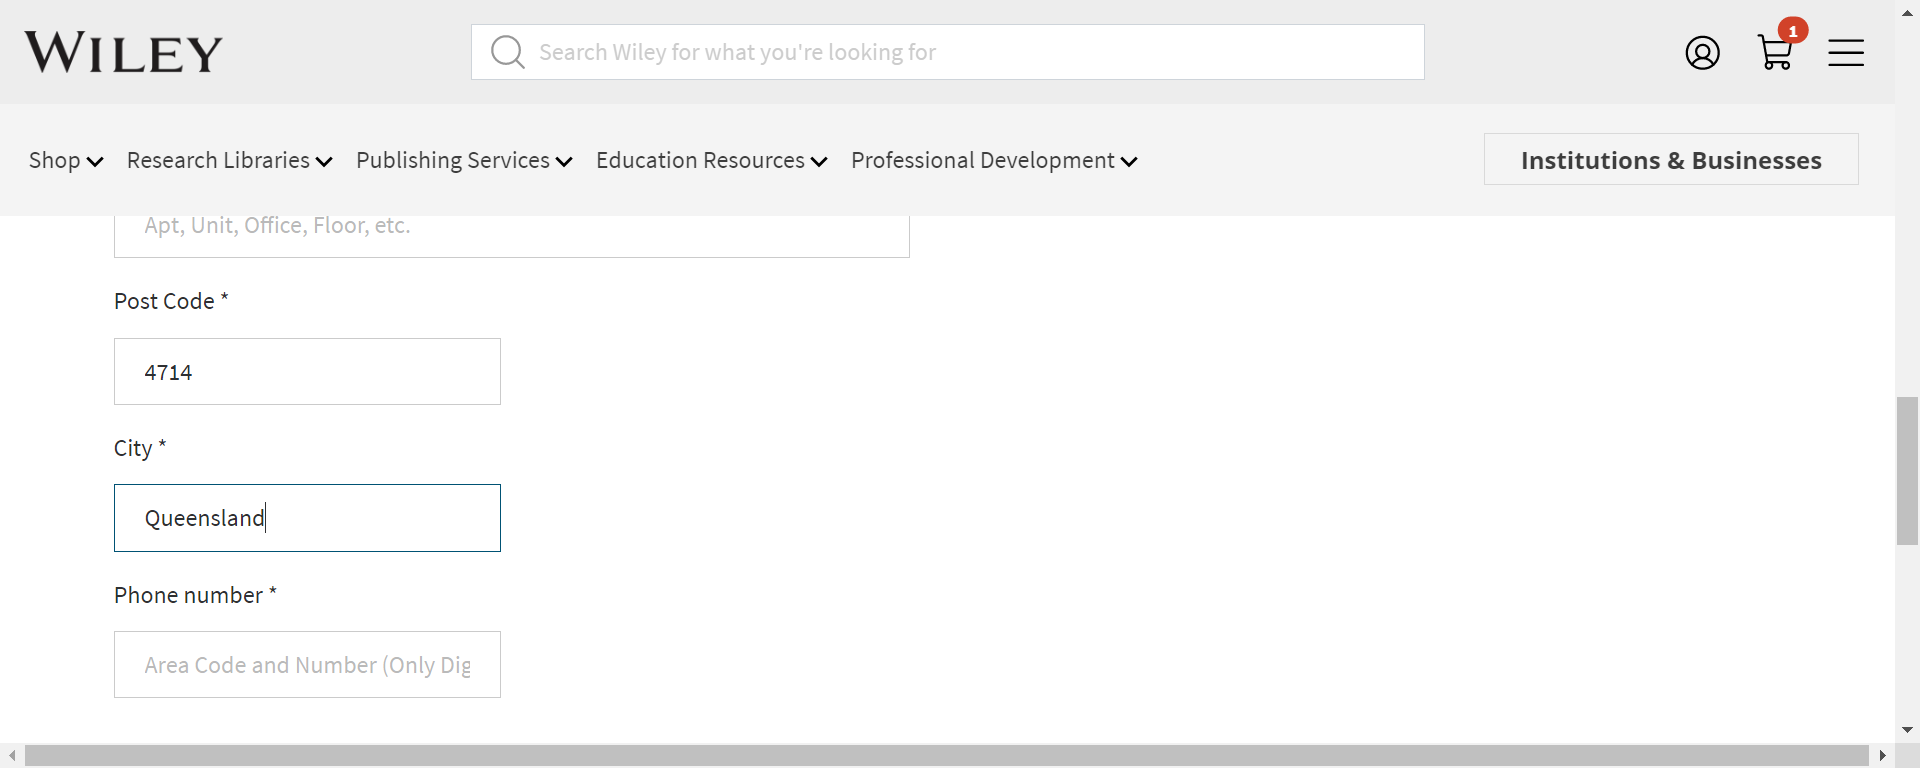 WILEY
Search Wiley for what you're looking for
1
Shop
Research Libraries
Publishing Services
Education Resources
Professional Development
Institutions & Businesses
Apt, Unit, Office, Floor, etc.
Post Code *
4714
City *
Queensland
Phone number *
Area Code and Number (Only Dig